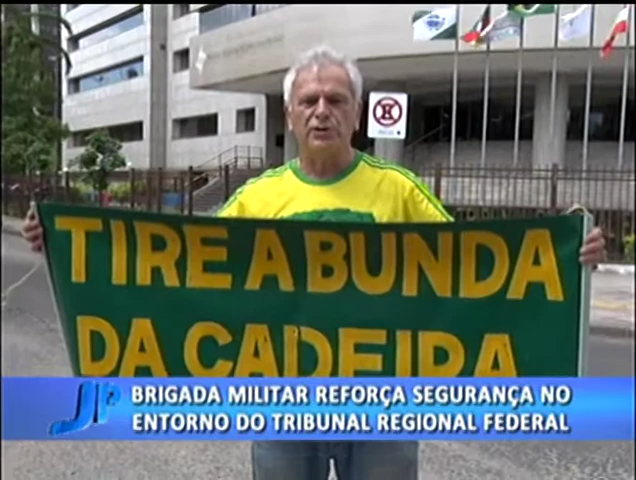 TIRE A BUNDA
DA CADEIRA
JP
BRIGADA MILITAR REFORÇA SEGURANÇA NO
ENTORNO DO TRIBUNAL REGIONAL FEDERAL